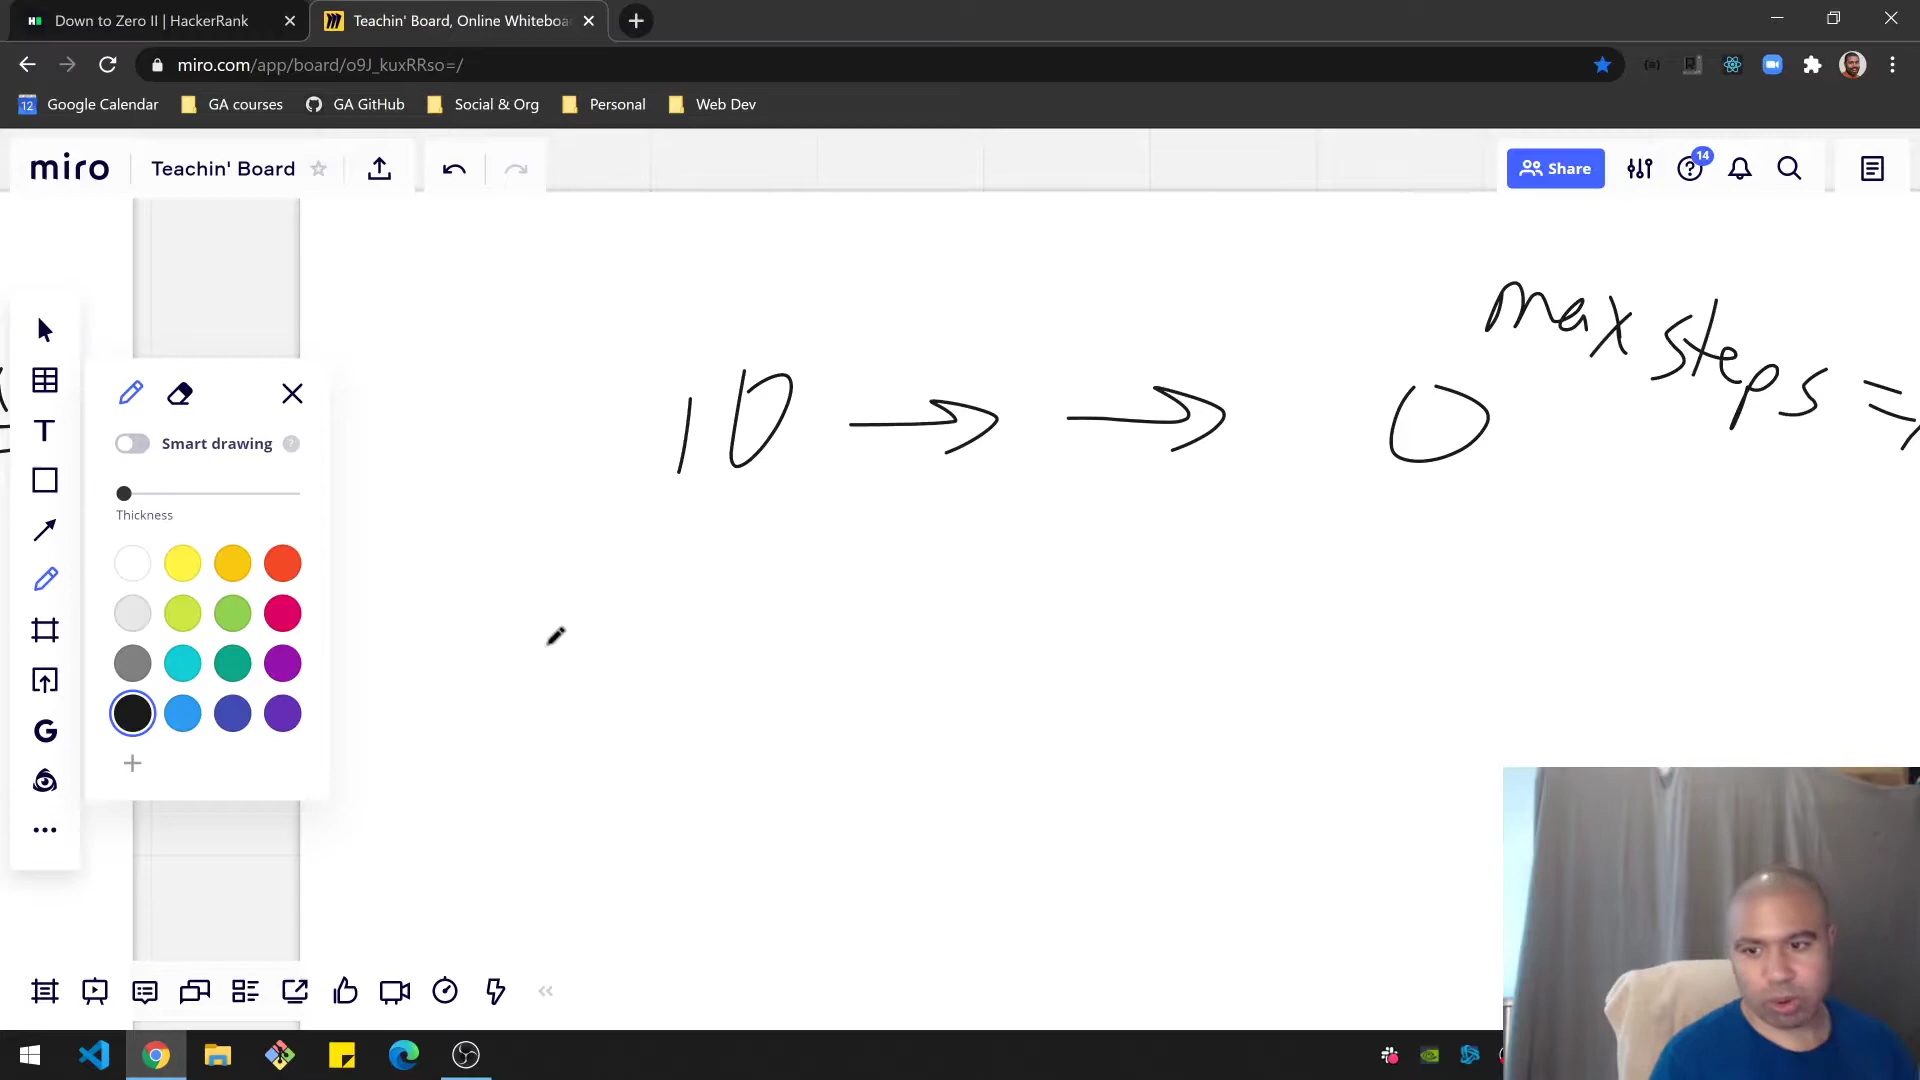 Down to Zero II | HackerRank
Teachin' Board, Online Whiteboa
miro.com/app/board/o9J_kuxRRso=/
12 Google Calendar GA courses GA GitHub Social & Org Personal Web Dev
miro Teachin' Board Share 14
max steps =
10 → → 0
Smart drawing ?
Thickness